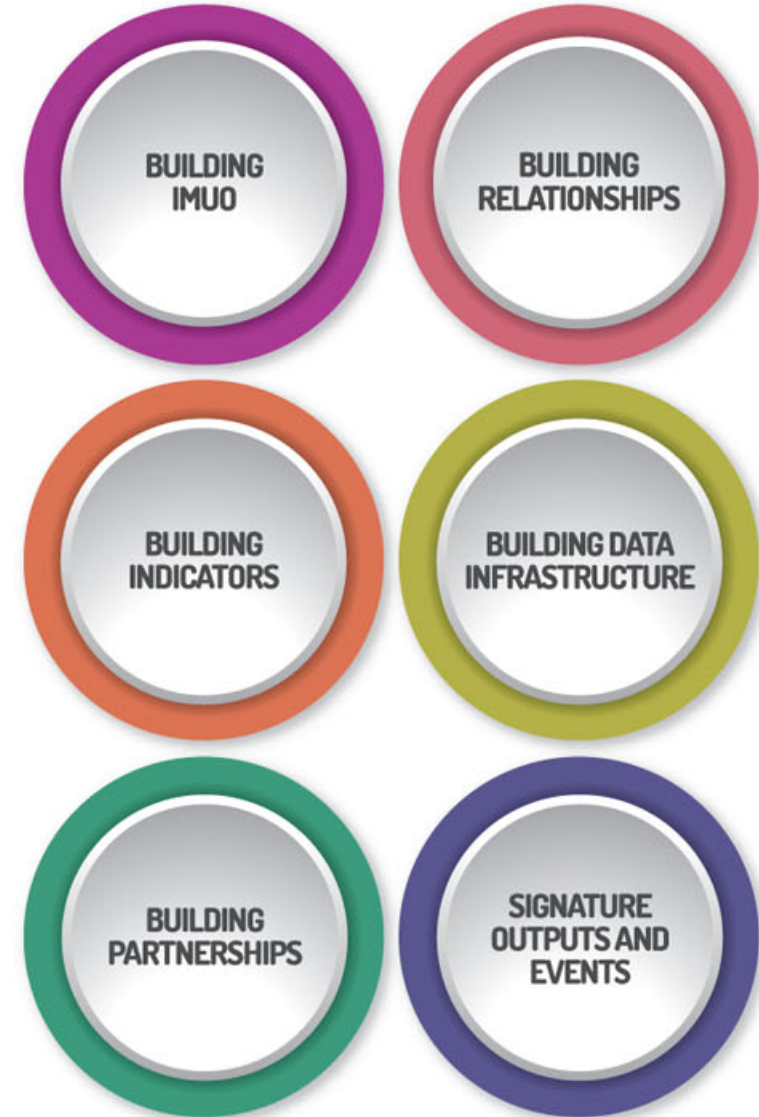 BUILDING
IMUO
BUILDING
RELATIONSHIPS
BUILDING
INDICATORS
BUILDING DATA
INFRASTRUCTURE
BUILDING
PARTNERSHIPS
SIGNATURE
OUTPUTS AND
EVENTS